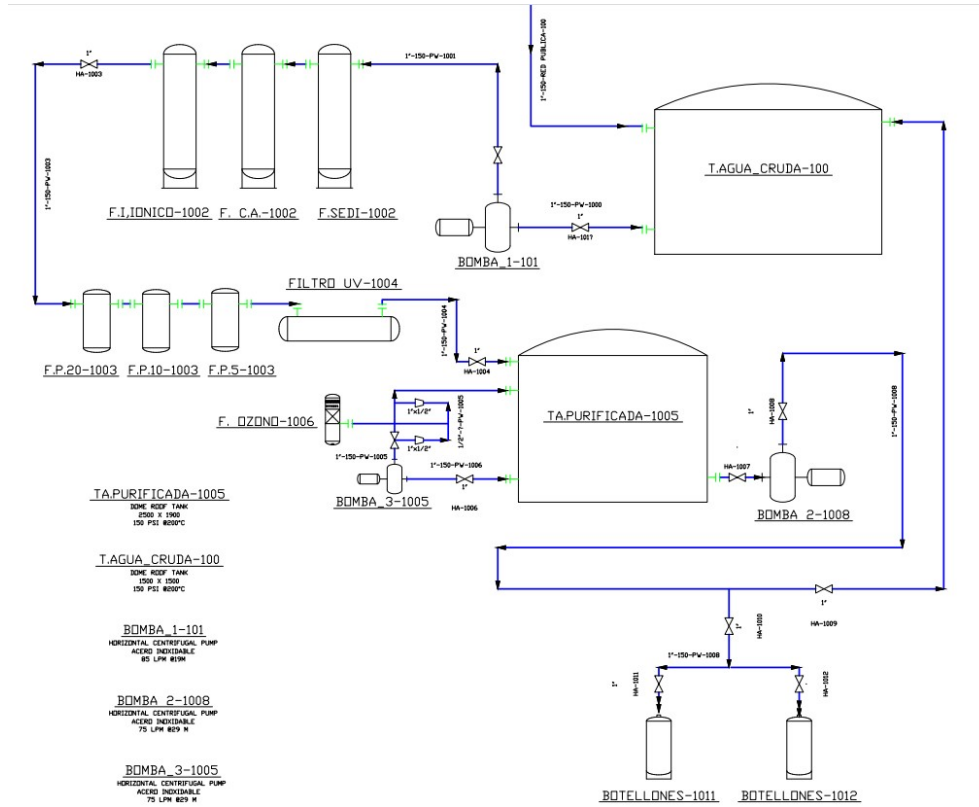 1"
HA-1003
1"-150-PW-1001
1"-150-RED PUBLICA-100
T.AGUA_CRUDA-100
1"-150-PW-1003
F.I,IONICO-1002
F. C.A.-1002
F.SEDI-1002
1"-150-PW-1000
1"
HA-1017
BOMBA_1-101
FILTRO UV-1004
1"-150-PW-1004
1"
HA-1004
F.P.20-1003
F.P.10-1003
F.P.5-1003
TA.PURIFICADA-1005
1"
HA-1008
1"-150-PW-1008
F. OZONO-1006
1"x1/2"
1"x1/2"
1/2"-?-PW-1005
1"-150-PW-1005
1"-150-PW-1006
1"
HA-1006
BOMBA_3-1005
HA-1007
BOMBA 2-1008
TA.PURIFICADA-1005
DOME ROOF TANK
2500 X 1900
150 PSI @200°C
T.AGUA_CRUDA-100
DOME ROOF TANK
1500 X 1500
150 PSI @200°C
1"
HA-1009
1"
HA-1010
BOMBA_1-101
HORIZONTAL CENTRIFUGAL PUMP
ACERO INOXIDABLE
85 LPM @19M
1"-150-PW-1008
1"
HA-1011
HA-1012
BOMBA 2-1008
HORIZONTAL CENTRIFUGAL PUMP
ACERO INOXIDABLE
75 LPM @29 M
BOMBA_3-1005
HORIZONTAL CENTRIFUGAL PUMP
ACERO INOXIDABLE
75 LPM @29 M
BOTELLONES-1011
BOTELLONES-1012